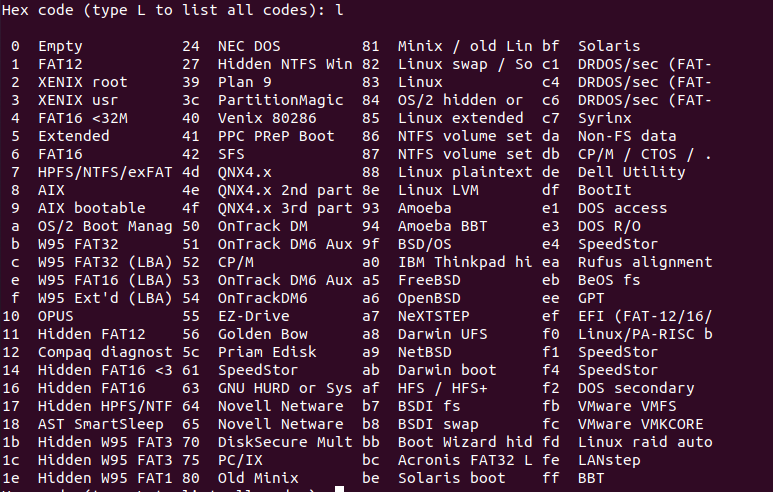 Hex code (type L to list all codes): l
 0  Empty           24  NEC DOS         81  Minix / old Lin bf  Solaris
 1  FAT12           27  Hidden NTFS Win 82  Linux swap / So c1  DRDOS/sec (FAT-
 2  XENIX root      39  Plan 9          83  Linux           c4  DRDOS/sec (FAT-
 3  XENIX usr       3c  PartitionMagic  84  OS/2 hidden or  c6  DRDOS/sec (FAT-
 4  FAT16 <32M      40  Venix 80286     85  Linux extended  c7  Syrinx
 5  Extended        41  PPC PReP Boot   86  NTFS volume set da  Non-FS data
 6  FAT16           42  SFS             87  NTFS volume set db  CP/M / CTOS / .
 7  HPFS/NTFS/exFAT 4d  QNX4.x          88  Linux plaintext de  Dell Utility
 8  AIX             4e  QNX4.x 2nd part 8e  Linux LVM       df  BootIt
 9  AIX bootable    4f  QNX4.x 3rd part 93  Amoeba          e1  DOS access
 a  OS/2 Boot Manag 50  OnTrack DM      94  Amoeba BBT      e3  DOS R/O
 b  W95 FAT32       51  OnTrack DM6 Aux 9f  BSD/OS          e4  SpeedStor
 c  W95 FAT32 (LBA) 52  CP/M            a0  IBM Thinkpad hi ea  Rufus alignment
 e  W95 FAT16 (LBA) 53  OnTrack DM6 Aux a5  FreeBSD         eb  BeOS fs
 f  W95 Ext'd (LBA) 54  OnTrackDM6      a6  OpenBSD         ee  GPT
10  OPUS            55  EZ-Drive        a7  NeXTSTEP        ef  EFI (FAT-12/16/
11  Hidden FAT12    56  Golden Bow      a8  Darwin UFS      f0  Linux/PA-RISC b
12  Compaq diagnost 5c  Priam Edisk     a9  NetBSD          f1  SpeedStor
14  Hidden FAT16 <3 61  SpeedStor       ab  Darwin boot     f4  SpeedStor
16  Hidden FAT16    63  GNU HURD or Sys af  HFS / HFS+      f2  DOS secondary
17  Hidden HPFS/NTF 64  Novell Netware  b7  BSDI fs         fb  VMware VMFS
18  AST SmartSleep  65  Novell Netware  b8  BSDI swap       fc  VMware VMKCORE
1b  Hidden W95 FAT3 70  DiskSecure Mult bb  Boot Wizard hid fd  Linux raid auto
1c  Hidden W95 FAT3 75  PC/IX           bc  Acronis FAT32 L fe  LANstep
1e  Hidden W95 FAT1 80  Old Minix       be  Solaris boot    ff  BBT